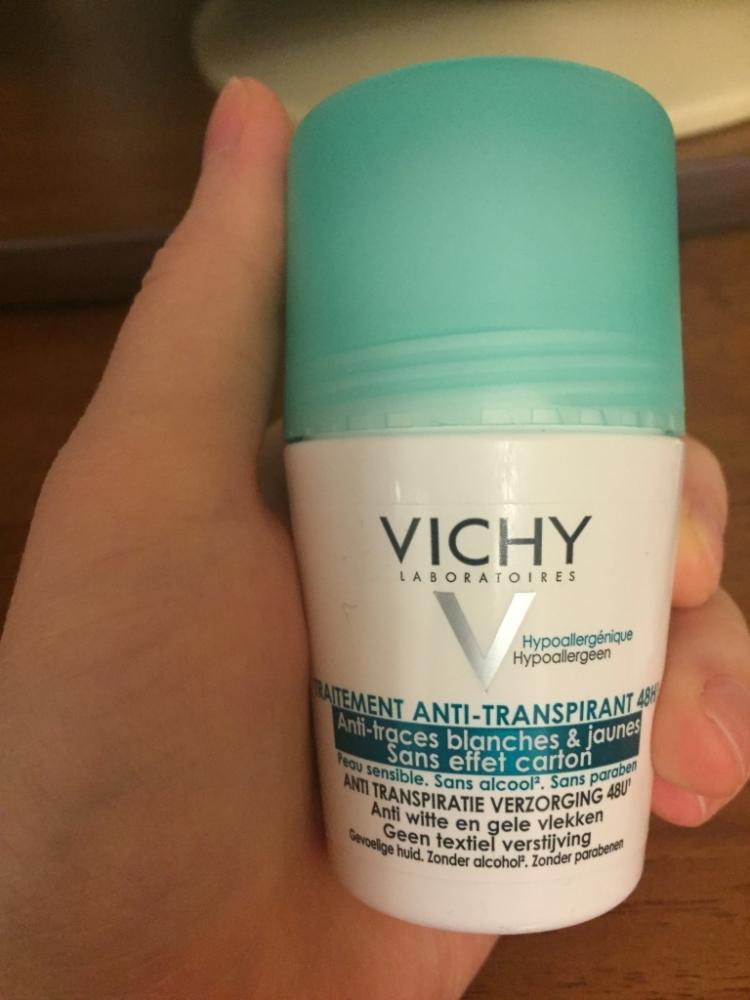 VICHY
LABORATOIRES
Hypoallergénique
Hypoallergeen
TRAITEMENT ANTI-TRANSPIRANT 48H
Anti-traces blanches & jaunes
Sans effet carton
Peau sensible. Sans alcool². Sans paraben
ANTI TRANSPIRATIE VERZORGING 48U¹
Anti witte en gele vlekken
Geen textiel verstijving
Gevoelige huid. Zonder alcohol². Zonder parabenen